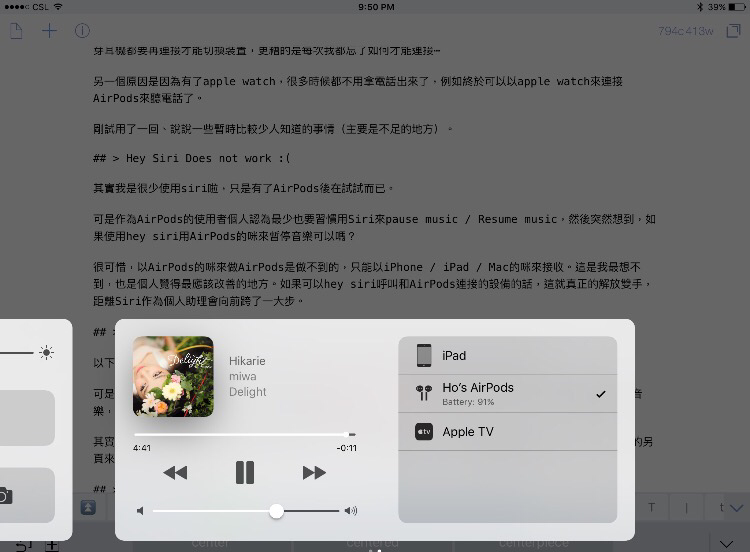 CSL
9:50 PM
39%
794c413w
穿耳機都要再連接才能切換裝置，更糟的是每次我都忘了如何才能連接⋯
另一個原因是因為有了apple watch，很多時候都不用拿電話出來了，例如終於可以以apple watch來連接
AirPods來聽電話了。
剛試用了一回、說說一些暫時比較少人知道的事情（主要是不足的地方）。
## > Hey Siri Does not work :(
其實我是很少使用siri啦，只是有了AirPods後在試試而已。
可是作為AirPods的使用者個人認為最少也要習慣用Siri來pause music / Resume music，然後突然想到，如
果使用hey siri用AirPods的咪來暫停音樂可以嗎？
很可惜，以AirPods的咪來做AirPods是做不到的，只能以iPhone / iPad / Mac的咪來接收。這是我最想不
到，也是個人覺得最應該改善的地方。如果可以hey siri呼叫和AirPods連接的設備的話，這就真正的解放雙手，
距離Siri作為個人助理會向前跨了一大步。
##
以下
可是
音
樂，
其實
的另
頁來
##
Delight
Hikarie
miwa
Delight
4:41
-0:11
iPad
Ho's AirPods
Battery: 91%
tv
Apple TV
T
|
t
center
centered
centerpiece